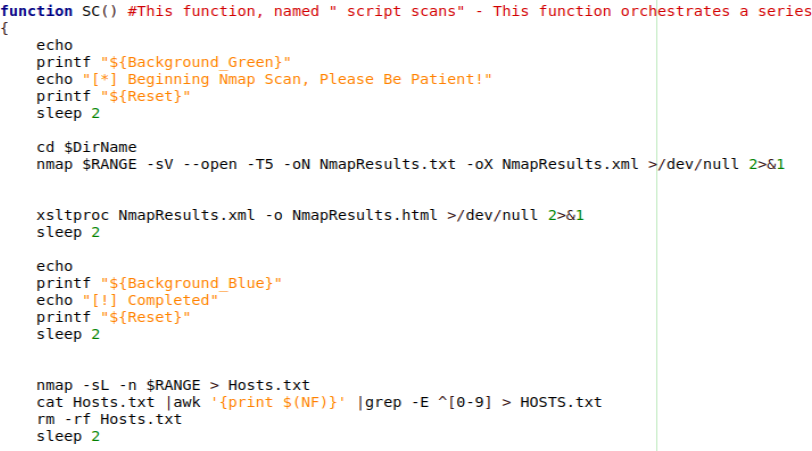 function SC() #This function, named " script scans" - This function orchestrates a series
{
    echo
    printf "${Background_Green}"
    echo "[*] Beginning Nmap Scan, Please Be Patient!"
    printf "${Reset}"
    sleep 2

    cd $DirName
    nmap $RANGE -sV --open -T5 -oN NmapResults.txt -oX NmapResults.xml >/dev/null 2>&1

    xsltproc NmapResults.xml -o NmapResults.html >/dev/null 2>&1
    sleep 2

    echo
    printf "${Background_Blue}"
    echo "[!] Completed"
    printf "${Reset}"
    sleep 2

    nmap -sL -n $RANGE > Hosts.txt
    cat Hosts.txt |awk '{print $(NF)}' |grep -E ^[0-9] > HOSTS.txt
    rm -rf Hosts.txt
    sleep 2